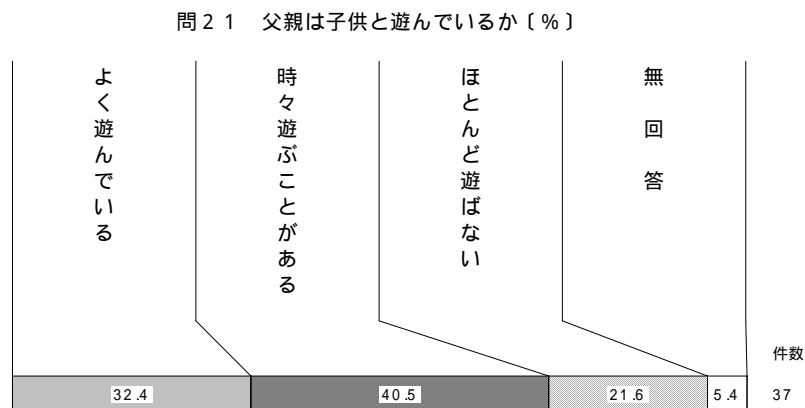 問21 父親は子供と遊んでいるか〔%〕
よく遊んでいる
時々遊ぶことがある
ほとんど遊ばない
無回答
件数
32.4 40.5 21.6 5.4 37